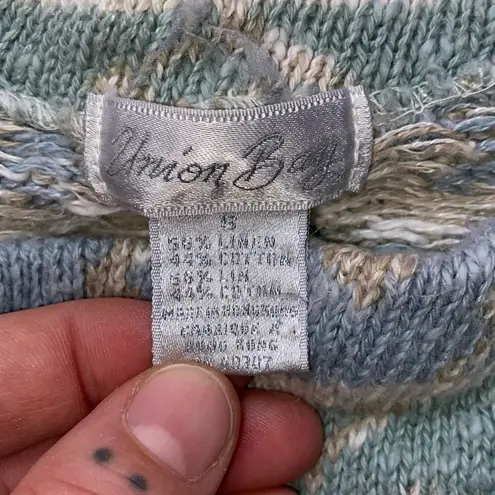 Union Bay
S
56% LINEN
44% COTTON
56% LIN
44% COTON
MADE IN HONG KONG
FABRIQUE A
HONG KONG